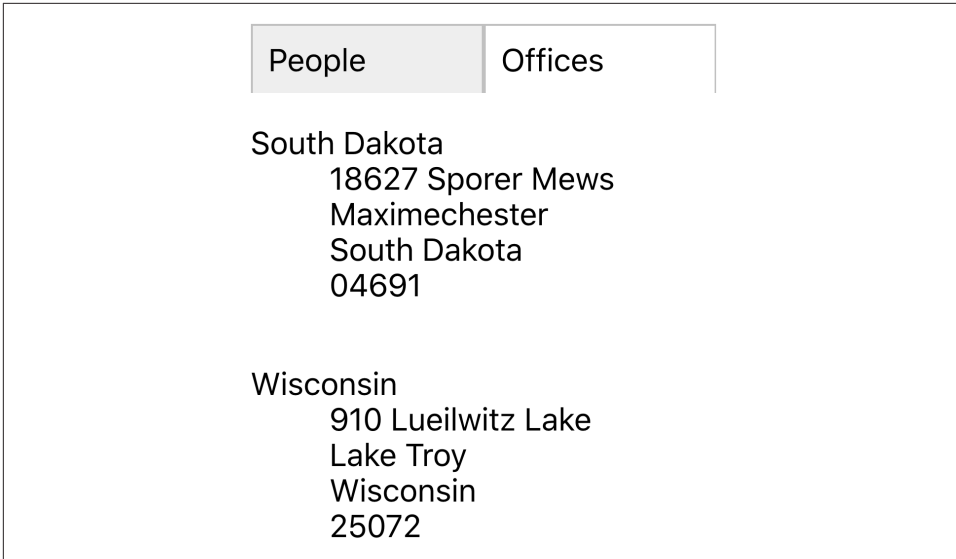 People Offices
South Dakota
18627 Sporer Mews
Maximechester
South Dakota
04691
Wisconsin
910 Lueilwitz Lake
Lake Troy
Wisconsin
25072